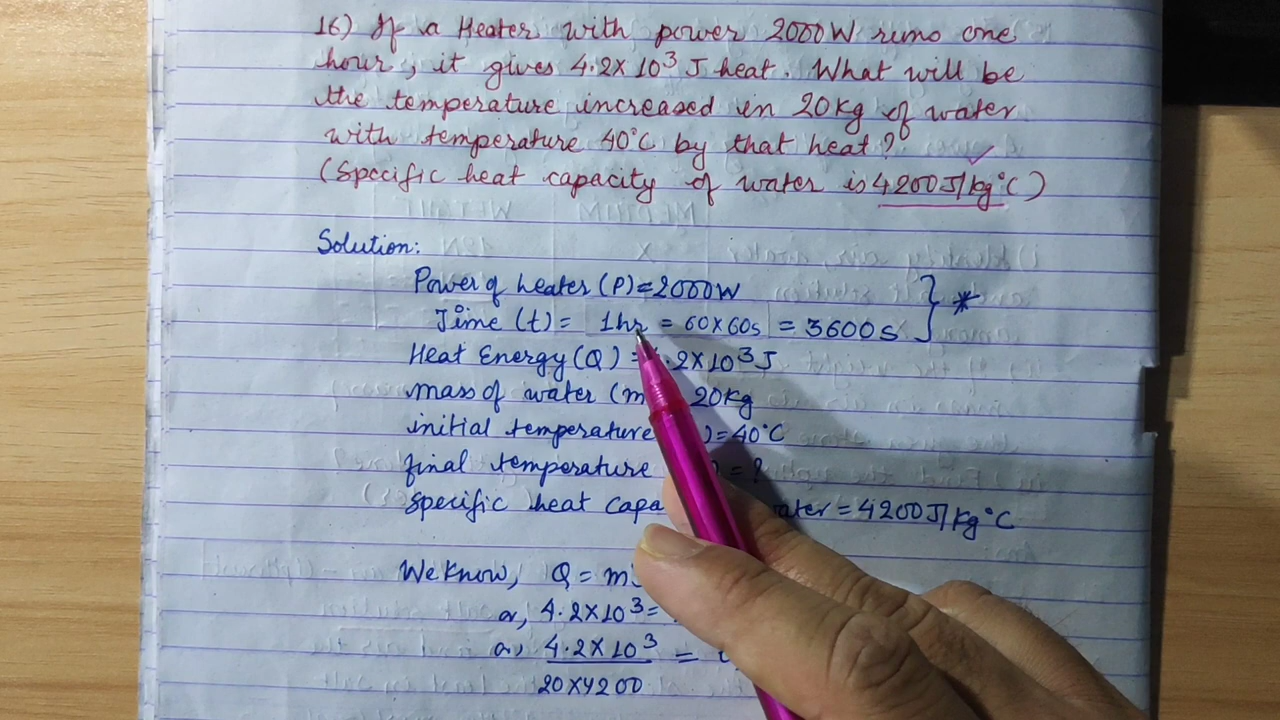 16) If a Heater with power 2000W runs one
hour, it gives 4.2×10³ J heat. What will be
the temperature increased in 20kg of water
with temperature 40°C by that heat?
(Specific heat capacity of water is 4200J/kg°C)
Solution:
Power of heater (P) = 2000W
Time (t) = 1hr = 60×60s = 3600s
Heat Energy (Q) = .2×10³J
mass of water (m 20kg
initial temperature ) = 40°C
final temperature ) = ?
specific heat capa ater = 4200J/kg°C
We Know, Q = ms
or, 4.2×10³ =
or, 4.2×10³ =
20×4200